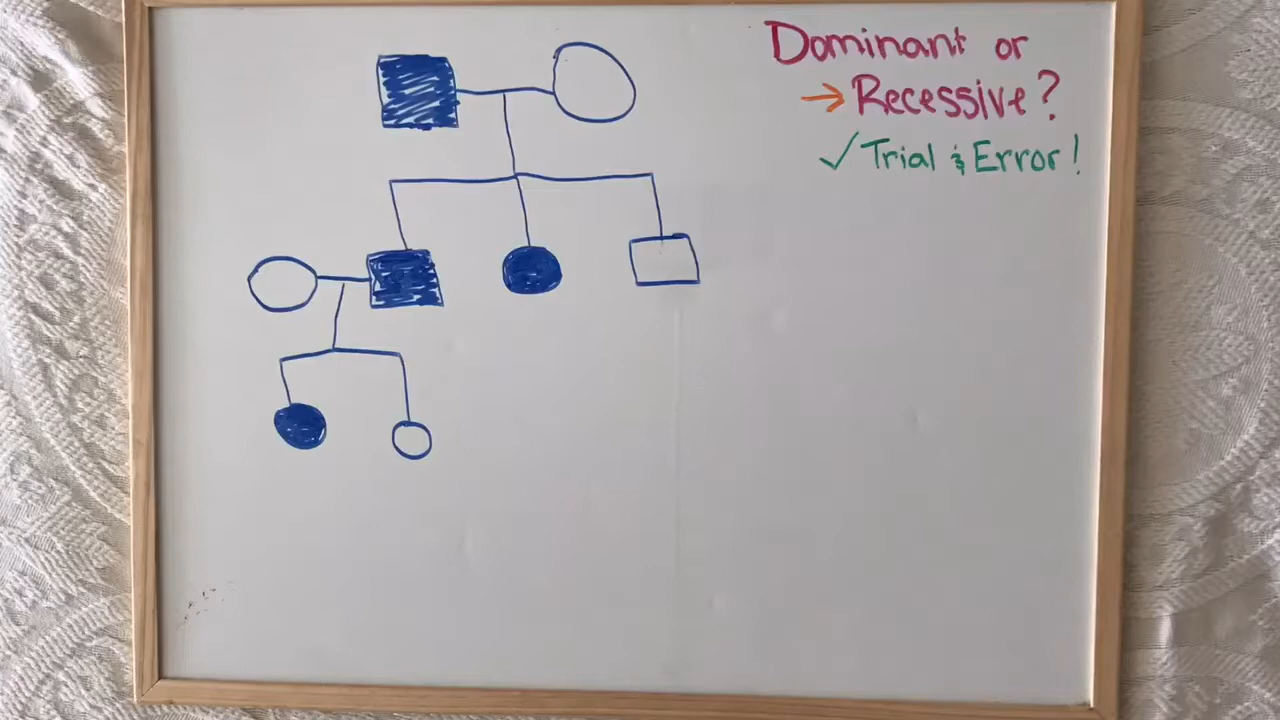 Dominant or
→ Recessive?
✓ Trial & Error!